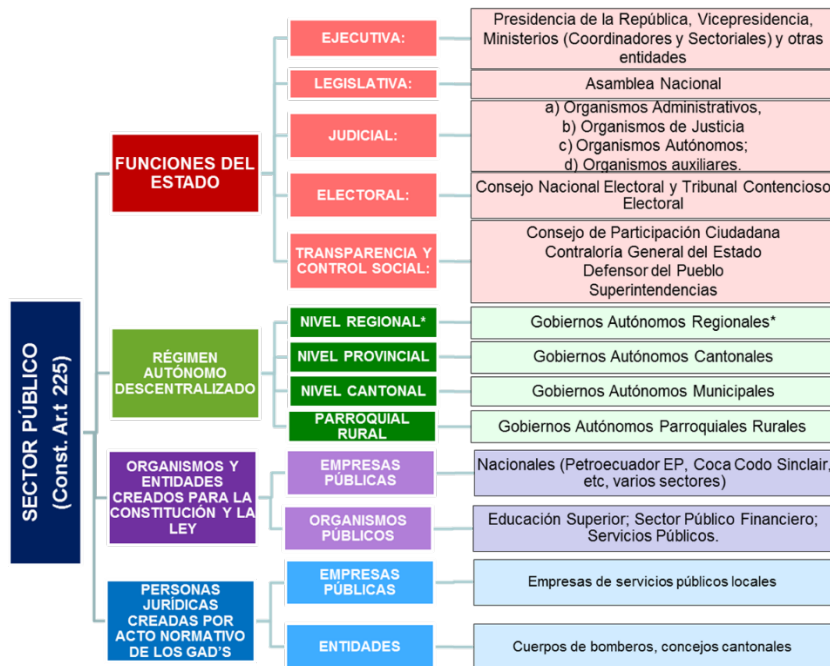 SECTOR PÚBLICO
(Const. Ar.t 225)
FUNCIONES DEL
ESTADO
EJECUTIVA:
Presidencia de la República, Vicepresidencia,
Ministerios (Coordinadores y Sectoriales) y otras
entidades
LEGISLATIVA:
Asamblea Nacional
JUDICIAL:
a) Organismos Administrativos,
b) Organismos de Justicia
c) Organismos Autónomos;
d) Organismos auxiliares.
ELECTORAL:
Consejo Nacional Electoral y Tribunal Contencioso
Electoral
TRANSPARENCIA Y
CONTROL SOCIAL:
Consejo de Participación Ciudadana
Contraloría General del Estado
Defensor del Pueblo
Superintendencias
RÉGIMEN
AUTÓNOMO
DESCENTRALIZADO
NIVEL REGIONAL*
Gobiernos Autónomos Regionales*
NIVEL PROVINCIAL
Gobiernos Autónomos Cantonales
NIVEL CANTONAL
Gobiernos Autónomos Municipales
PARROQUIAL
RURAL
Gobiernos Autónomos Parroquiales Rurales
ORGANISMOS Y
ENTIDADES
CREADOS PARA LA
CONSTITUCIÓN Y LA
LEY
EMPRESAS
PÚBLICAS
Nacionales (Petroecuador EP, Coca Codo Sinclair,
etc, varios sectores)
ORGANISMOS
PÚBLICOS
Educación Superior; Sector Público Financiero;
Servicios Públicos.
PERSONAS
JURÍDICAS
CREADAS POR
ACTO NORMATIVO
DE LOS GAD'S
EMPRESAS
PÚBLICAS
Empresas de servicios públicos locales
ENTIDADES
Cuerpos de bomberos, concejos cantonales